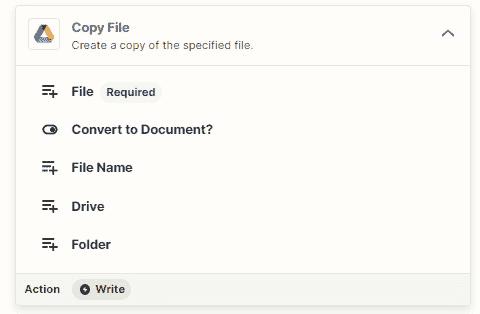 Copy File
Create a copy of the specified file.
File Required
Convert to Document?
File Name
Drive
Folder
Action Write